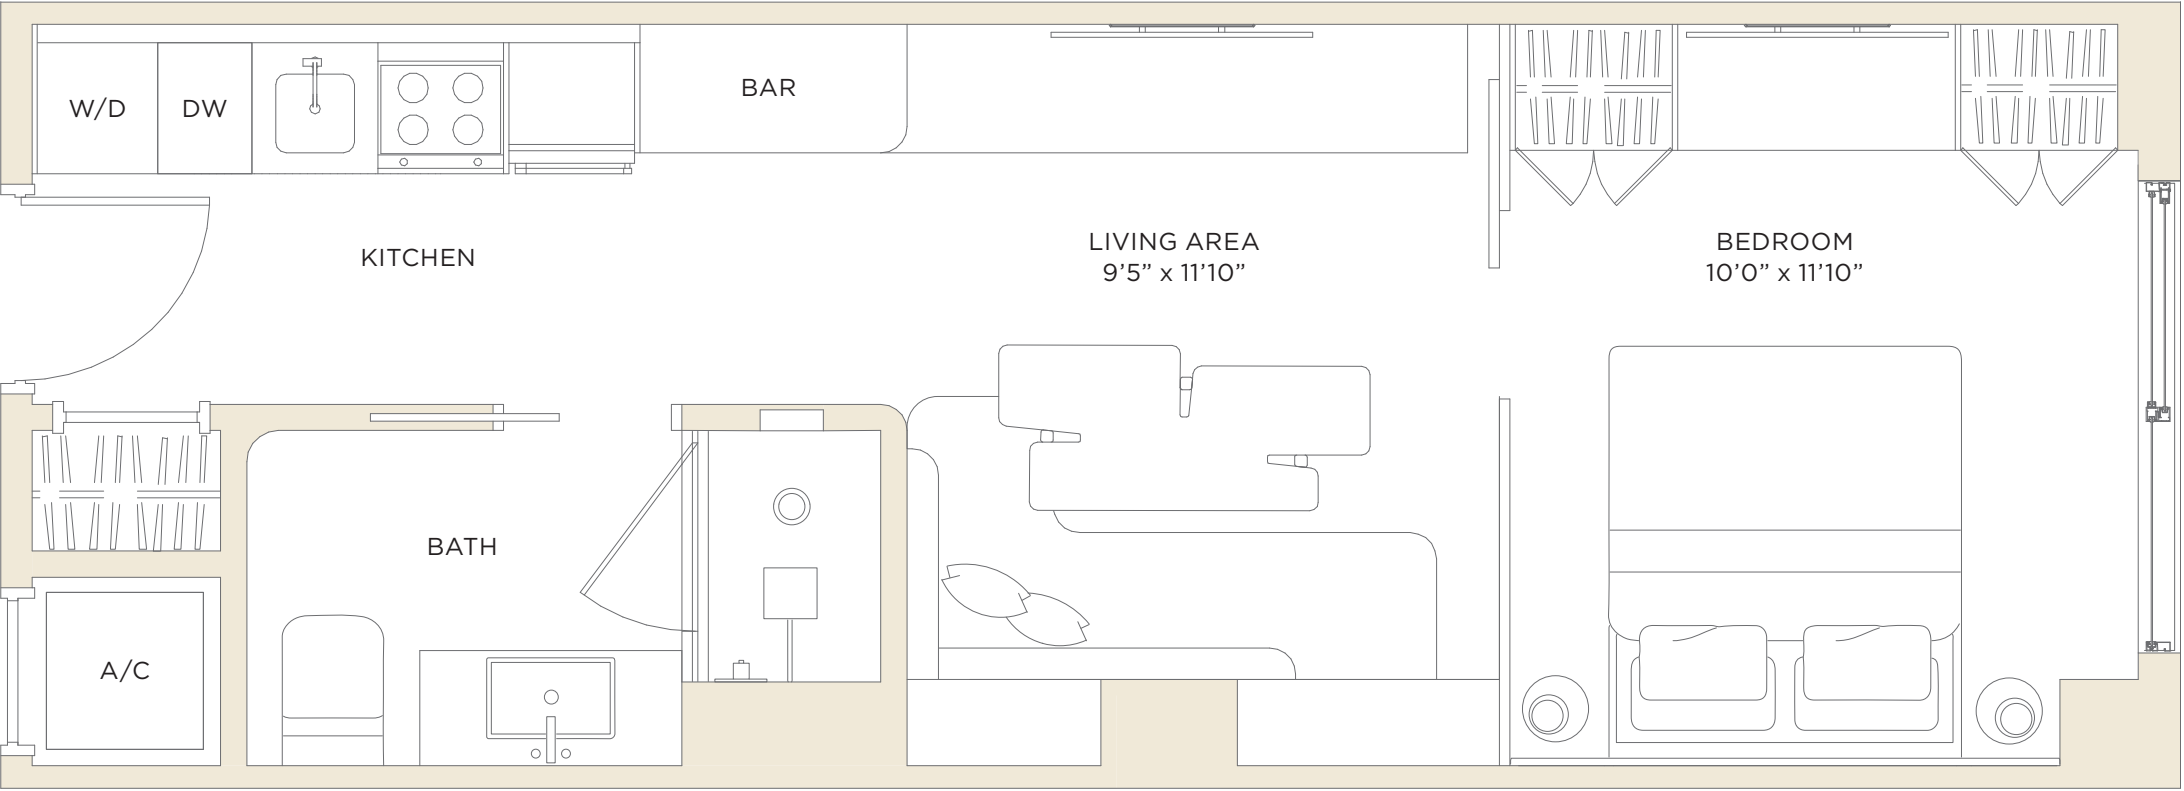 W/D
DW
BAR
KITCHEN
LIVING AREA
9’5” x 11’10”
BEDROOM
10’0” x 11’10”
BATH
A/C